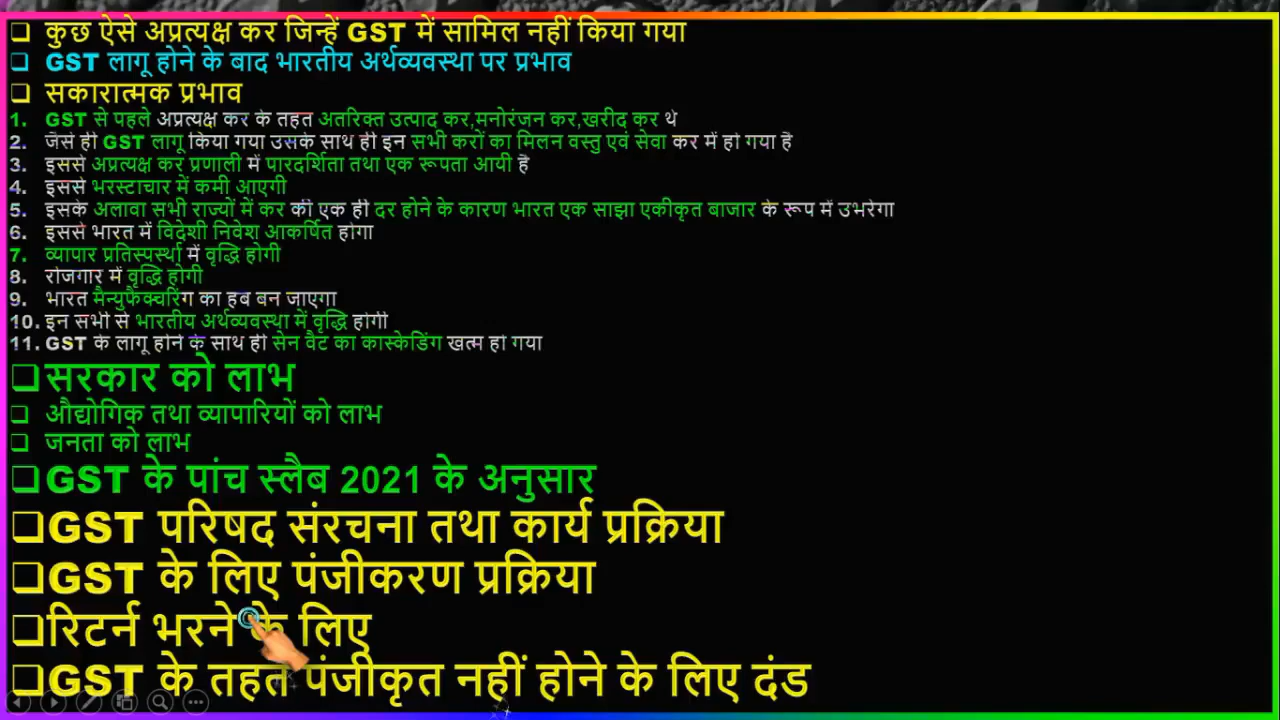 ❑ कुछ ऐसे अप्रत्यक्ष कर जिन्हें GST में सामिल नहीं किया गया
❑ GST लागू होने के बाद भारतीय अर्थव्यवस्था पर प्रभाव
❑ सकारात्मक प्रभाव
1. GST से पहले अप्रत्यक्ष कर के तहत अतरिक्त उत्पाद कर,मनोरंजन कर,खरीद कर थे
2. जैसे ही GST लागू किया गया उसके साथ ही इन सभी करों का मिलन वस्तु एवं सेवा कर में हो गया है
3. इससे अप्रत्यक्ष कर प्रणाली में पारदर्शिता तथा एक रूपता आयी है
4. इससे भरस्टाचार में कमी आएगी
5. इसके अलावा सभी राज्यों में कर की एक ही दर होने के कारण भारत एक साझा एकीकृत बाजार के रूप में उभरेगा
6. इससे भारत में विदेशी निवेश आकर्षित होगा
7. व्यापार प्रतिस्पर्स्था में वृद्धि होगी
8. रोजगार में वृद्धि होगी
9. भारत मैन्युफैक्चरिंग का हब बन जाएगा
10. इन सभी से भारतीय अर्थव्यवस्था में वृद्धि होगी
11. GST के लागू होने के साथ ही सेन वैट का कास्केडिंग खत्म हो गया
❑ सरकार को लाभ
❑ औद्योगिक तथा व्यापारियों को लाभ
❑ जनता को लाभ
❑ GST के पांच स्लैब 2021 के अनुसार
❑ GST परिषद संरचना तथा कार्य प्रक्रिया
❑ GST के लिए पंजीकरण प्रक्रिया
❑ रिटर्न भरने के लिए
❑ GST के तहत पंजीकृत नहीं होने के लिए दंड